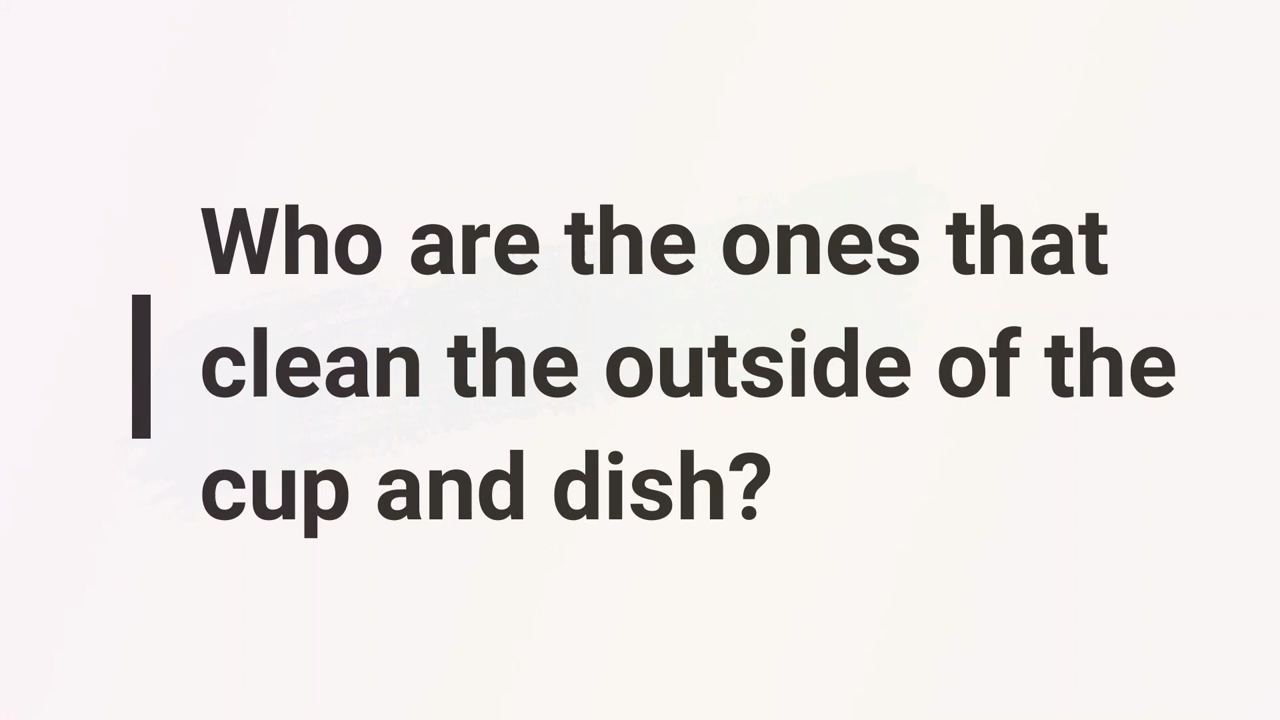 Who are the ones that
clean the outside of the
cup and dish?